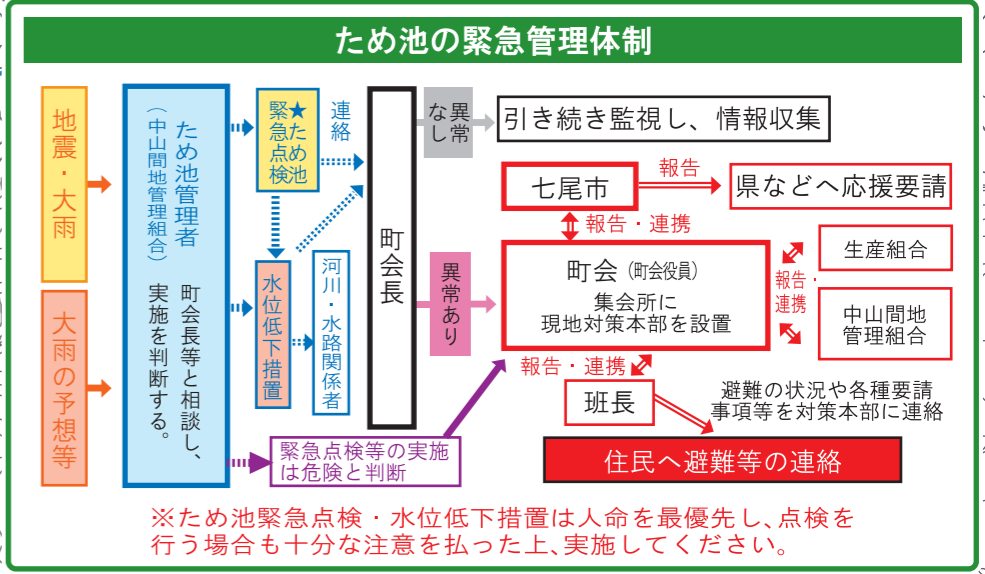 ため池の緊急管理体制
地震・大雨
大雨の予想等
ため池管理者
（中山間地管理組合）
町会長等と相談し、
実施を判断する。
★ため池
緊急点検
連絡
水位低下措置
河川・水路関係者
緊急点検等の実施
は危険と判断
町会長
異常
なし
引き続き監視し、情報収集
異常あり
七尾市
報告
県などへ応援要請
報告・連携
町会（町会役員）
集会所に
現地対策本部を設置
報告・
連携
生産組合
中山間地
管理組合
報告・連携
班長
避難の状況や各種要請
事項等を対策本部に連絡
住民へ避難等の連絡
※ため池緊急点検・水位低下措置は人命を最優先し、点検を
行う場合も十分な注意を払った上、実施してください。